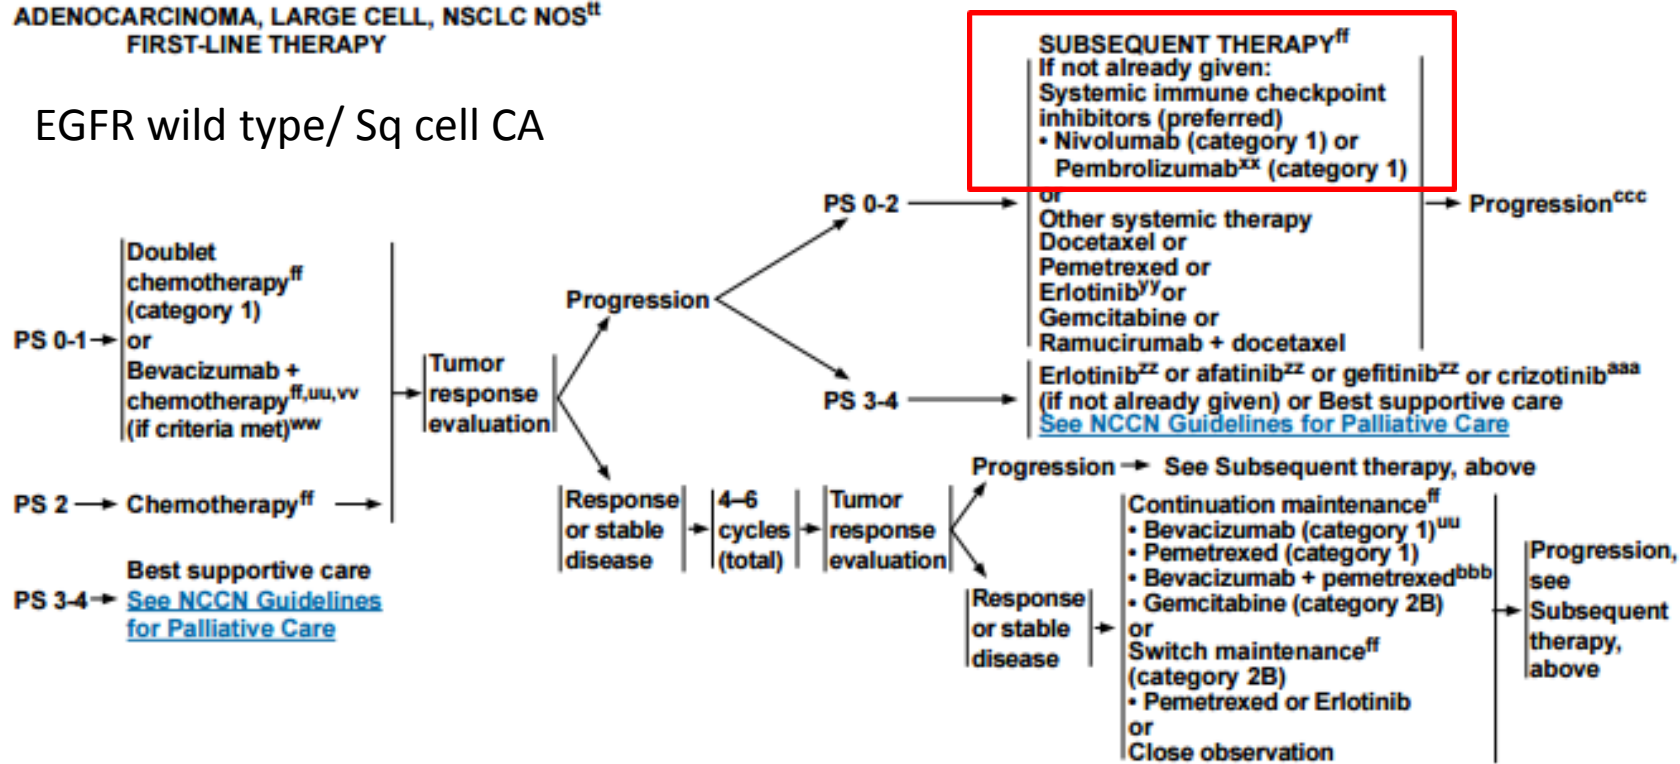 ADENOCARCINOMA, LARGE CELL, NSCLC NOStt
FIRST-LINE THERAPY
EGFR wild type/ Sq cell CA
PS 0-1
Doublet
chemotherapyff
(category 1)
or
Bevacizumab +
chemotherapyff,uu,vv
(if criteria met)ww
PS 2
Chemotherapyff
PS 3-4
Best supportive care
See NCCN Guidelines
for Palliative Care
Tumor
response
evaluation
Progression
PS 0-2
SUBSEQUENT THERAPYff
If not already given:
Systemic immune checkpoint
inhibitors (preferred)
• Nivolumab (category 1) or
Pembrolizumabxx (category 1)
or
Other systemic therapy
Docetaxel or
Pemetrexed or
Erlotinibyy or
Gemcitabine or
Ramucirumab + docetaxel
Progressionccc
PS 3-4
Erlotinibzz or afatinibzz or gefitinibzz or crizotinibaaa
(if not already given) or Best supportive care
See NCCN Guidelines for Palliative Care
Response
or stable
disease
4–6
cycles
(total)
Tumor
response
evaluation
Progression
See Subsequent therapy, above
Response
or stable
disease
Continuation maintenanceff
• Bevacizumab (category 1)uu
• Pemetrexed (category 1)
• Bevacizumab + pemetrexedbbb
• Gemcitabine (category 2B)
or
Switch maintenanceff
(category 2B)
• Pemetrexed or Erlotinib
or
Close observation
Progression,
see
Subsequent
therapy,
above